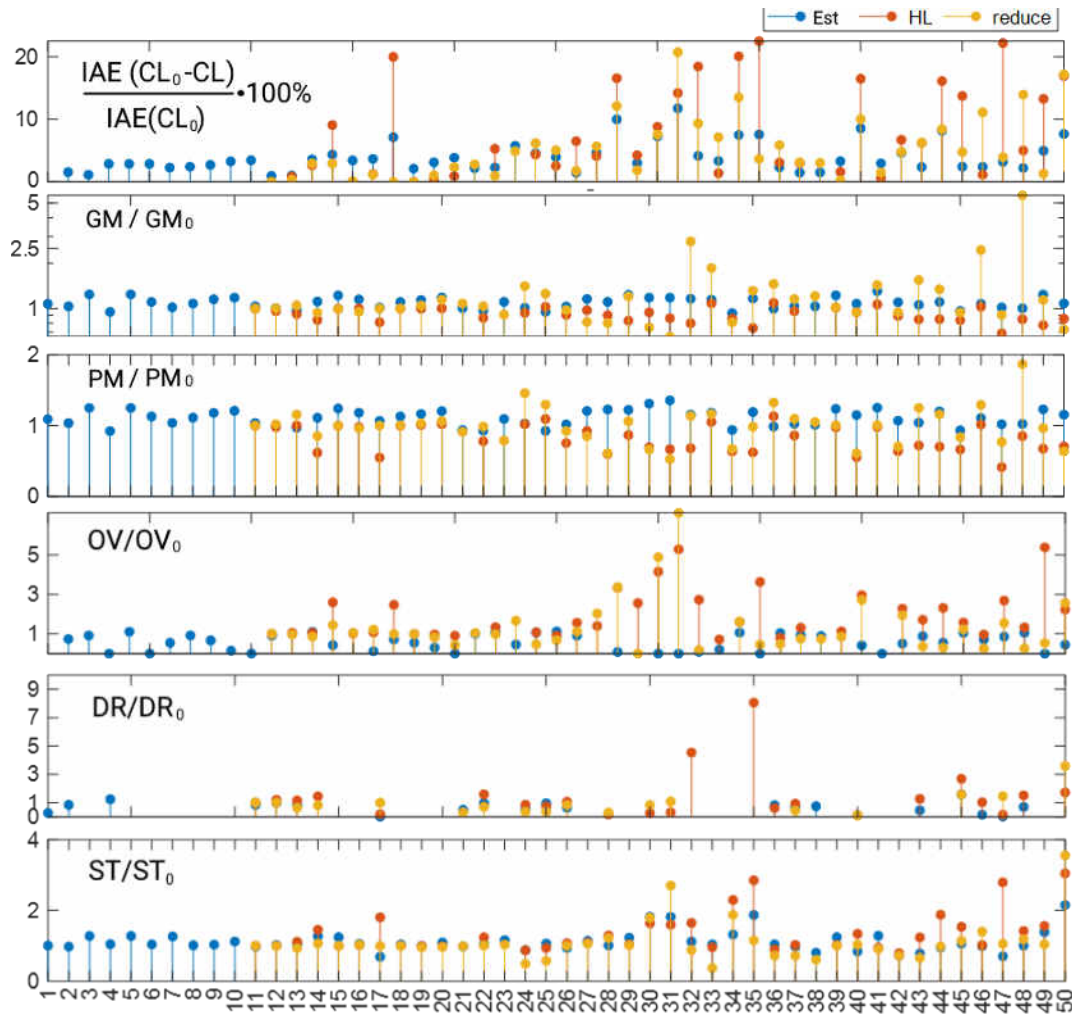 Est HL reduce
20
10
0
IAE (CL0-CL)
IAE(CL0)
•100%
5
2.5
1
GM / GM0
2
1
0
PM / PM0
5
3
1
OV/OV0
9
7
5
3
1
0
DR/DR0
4
2
0
ST/ST0
1 2 3 4 5 6 7 8 9 10 11 12 13 14 15 16 17 18 19 20 21 22 23 24 25 26 27 28 29 30 31 32 33 34 35 36 37 38 39 40 41 42 43 44 45 46 47 48 49 50